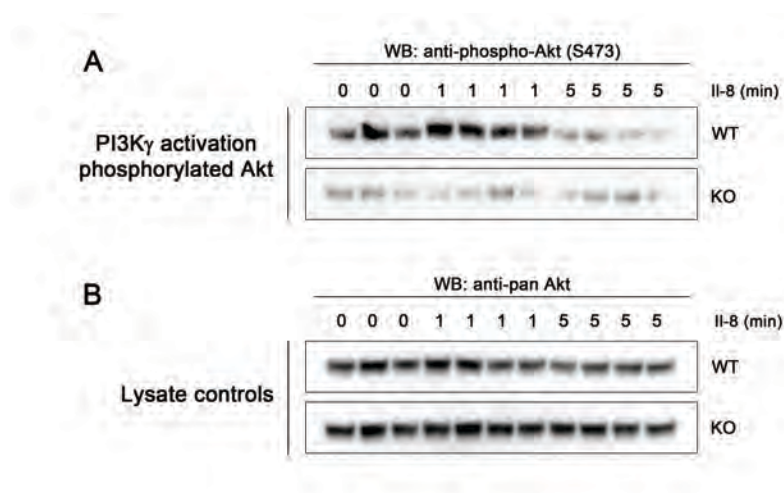 A
WB: anti-phospho-Akt (S473)
0 0 0 1 1 1 1 5 5 5 5 Il-8 (min)
PI3Kγ activation
phosphorylated Akt
WT
KO
B
WB: anti-pan Akt
0 0 0 1 1 1 1 5 5 5 5 Il-8 (min)
Lysate controls
WT
KO